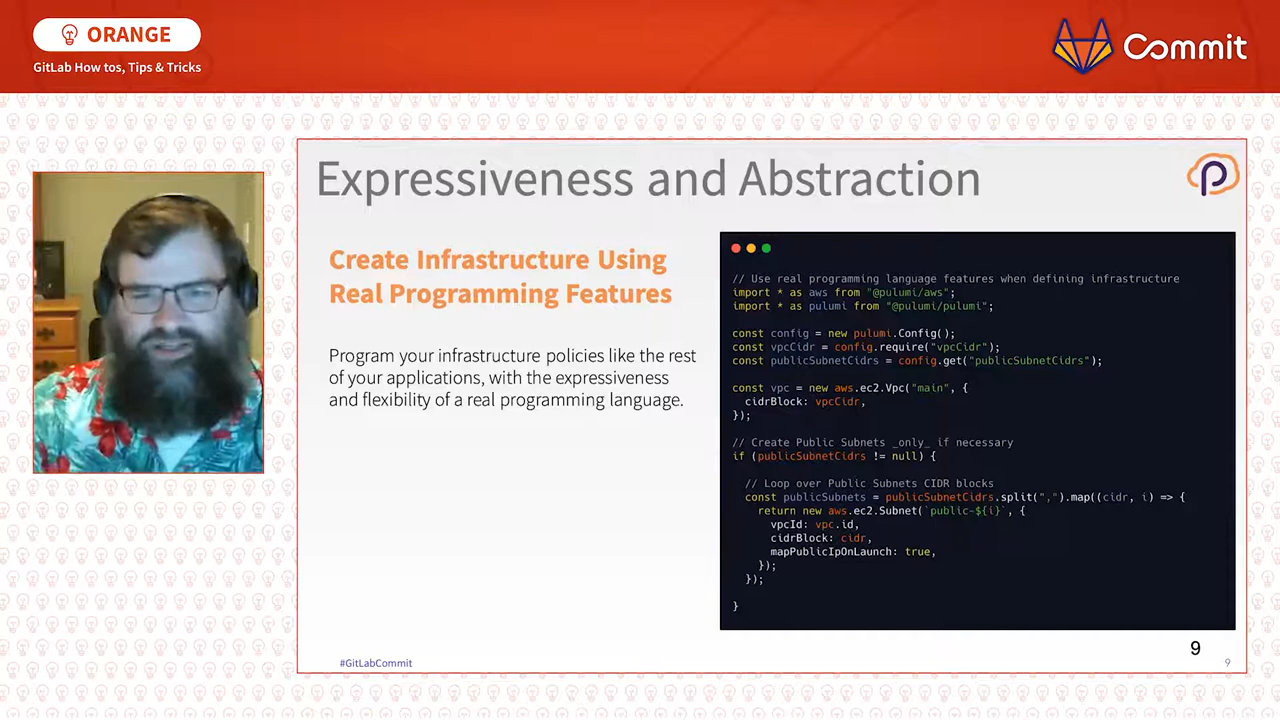 ORANGE
GitLab How tos, Tips & Tricks
Commit
Expressiveness and Abstraction
Create Infrastructure Using
Real Programming Features
Program your infrastructure policies like the rest
of your applications, with the expressiveness
and flexibility of a real programming language.
// Use real programming language features when defining infrastructure
import * as aws from "@pulumi/aws";
import * as pulumi from "@pulumi/pulumi";
const config = new pulumi.Config();
const vpcCidr = config.require("vpcCidr");
const publicSubnetCidrs = config.get("publicSubnetCidrs");
const vpc = new aws.ec2.Vpc("main", {
cidrBlock: vpcCidr,
});
// Create Public Subnets _only_ if necessary
if (publicSubnetCidrs != null) {
// Loop over Public Subnets CIDR blocks
const publicSubnets = publicSubnetCidrs.split(",").map((cidr, i) => {
return new aws.ec2.Subnet(`public-${i}`, {
vpcId: vpc.id,
cidrBlock: cidr,
mapPublicIpOnLaunch: true,
});
});
}
#GitLabCommit
9
9